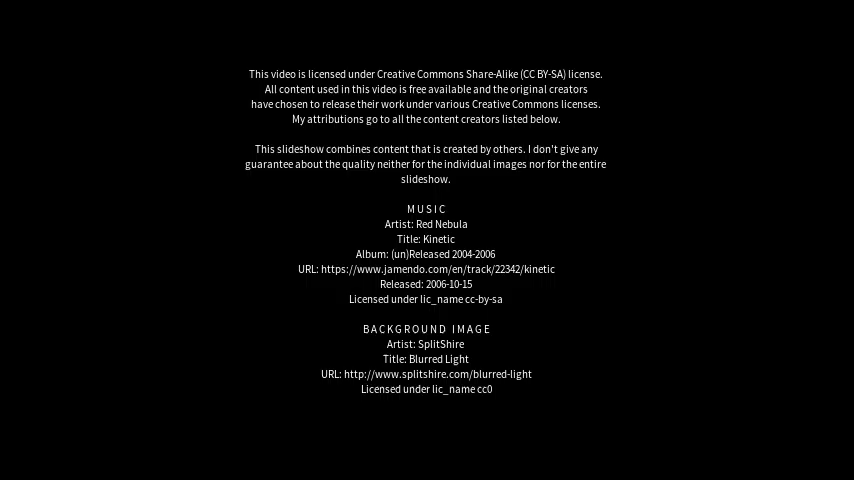 This video is licensed under Creative Commons Share-Alike (CC BY-SA) license.
All content used in this video is free available and the original creators
have chosen to release their work under various Creative Commons licenses.
My attributions go to all the content creators listed below.
This slideshow combines content that is created by others. I don't give any
guarantee about the quality neither for the individual images nor for the entire
slideshow.
MUSIC
Artist: Red Nebula
Title: Kinetic
Album: (un)Released 2004-2006
URL: https://www.jamendo.com/en/track/22342/kinetic
Released: 2006-10-15
Licensed under lic_name cc-by-sa
BACKGROUND IMAGE
Artist: SplitShire
Title: Blurred Light
URL: http://www.splitshire.com/blurred-light
Licensed under lic_name cc0